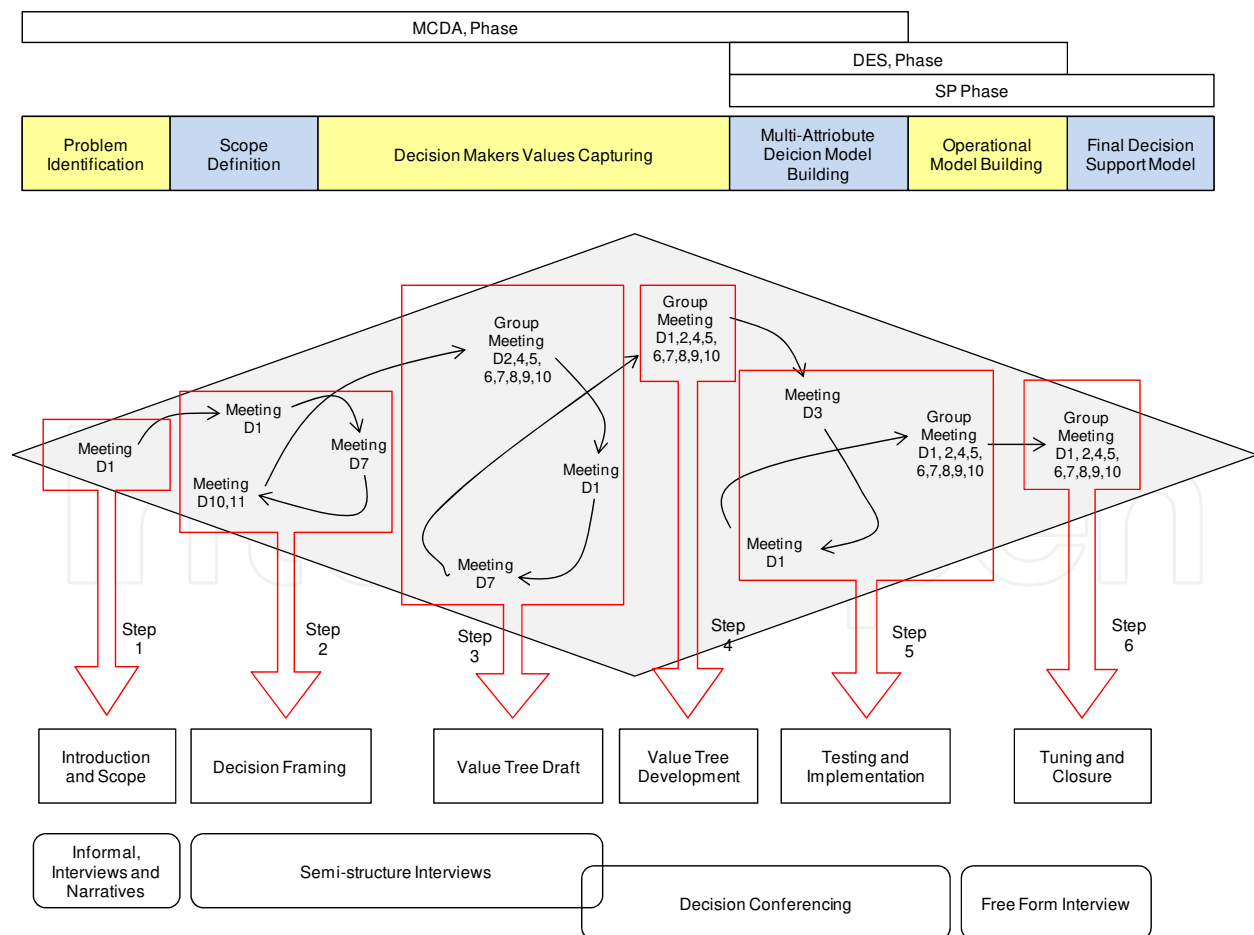 MCDA, Phase
DES, Phase
SP Phase
Problem
Identification
Scope
Definition
Decision Makers Values Capturing
Multi-Attriobute
Deicion Model
Building
Operational
Model Building
Final Decision
Support Model
Meeting
D1
Meeting
D1
Meeting
D7
Meeting
D10,11
Group
Meeting
D2,4,5,
6,7,8,9,10
Meeting
D1
Meeting
D7
Group
Meeting
D1,2,4,5,
6,7,8,9,10
Meeting
D3
Meeting
D1
Group
Meeting
D1, 2,4,5,
6,7,8,9,10
Group
Meeting
D1, 2,4,5,
6,7,8,9,10
Step
1
Step
2
Step
3
Step
4
Step
5
Step
6
Introduction
and Scope
Decision Framing
Value Tree Draft
Value Tree
Development
Testing and
Implementation
Tuning and
Closure
Informal,
Interviews and
Narratives
Semi-structure Interviews
Decision Conferencing
Free Form Interview